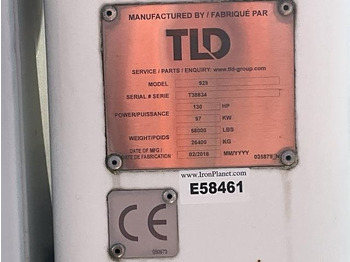 MANUFACTURED BY / FABRIQUÉ PAR
TLD
SERVICE / PARTS / ENQUIRY: www.tld-group.com
MODEL 929
SERIAL # SERIE T38634
130 HP
POWER/PUISSANCE 97 KW
58000 LBS
WEIGHT/POIDS 26400 KG
DATE OF MFG / DATE DE FABRICATION 02/2016 MM/YYYY
www.IronPlanet.com
E58461
CE